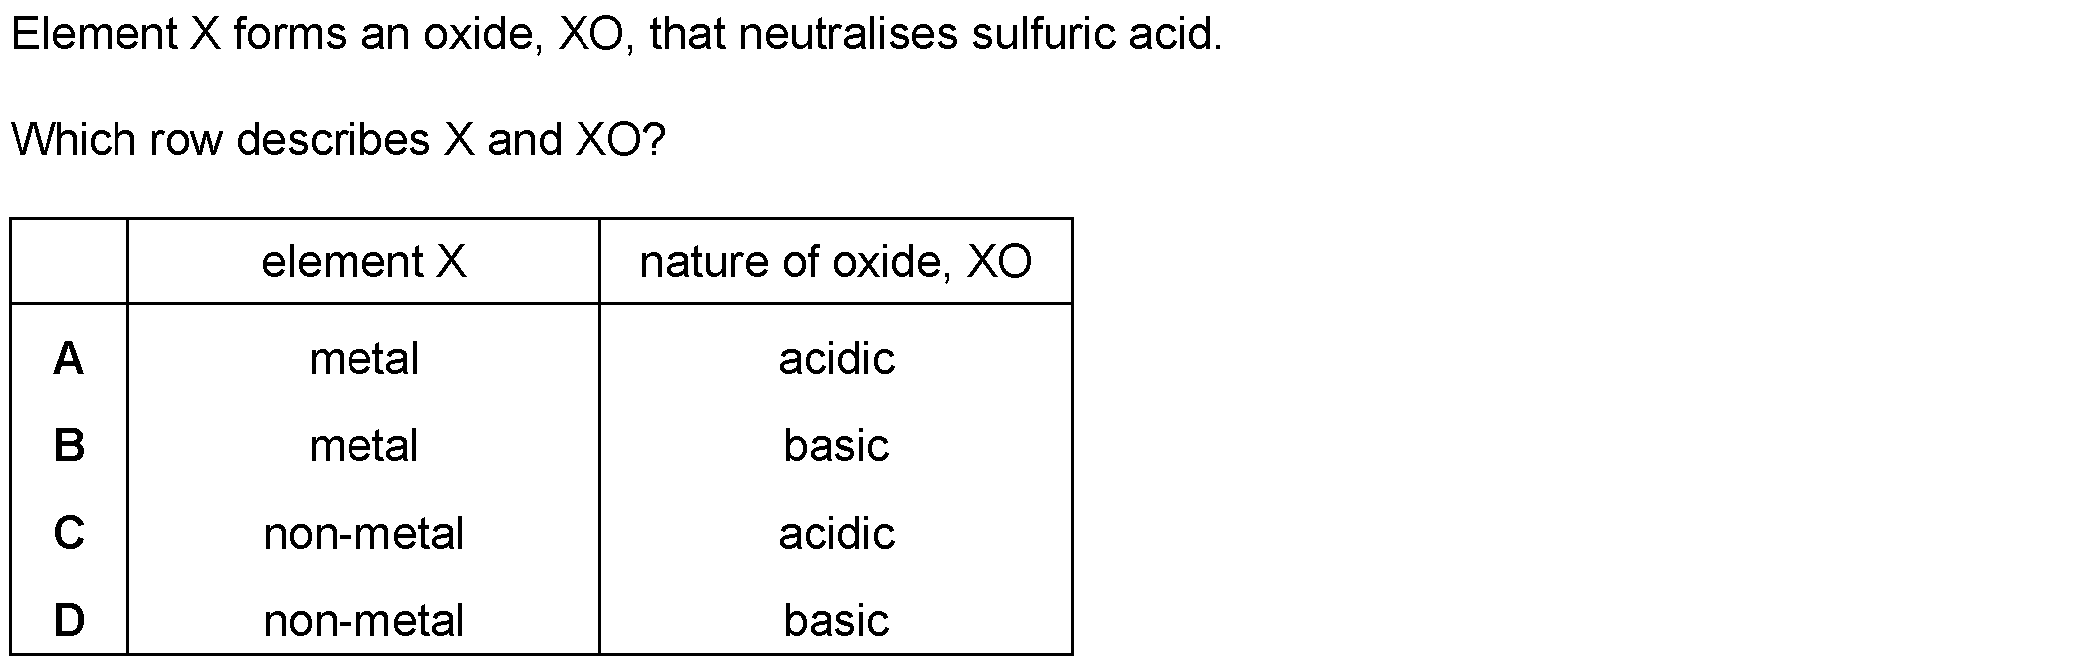 Element X forms an oxide, XO, that neutralises sulfuric acid.
Which row describes X and XO?
element X nature of oxide, XO
A metal acidic
B metal basic
C non-metal acidic
D non-metal basic